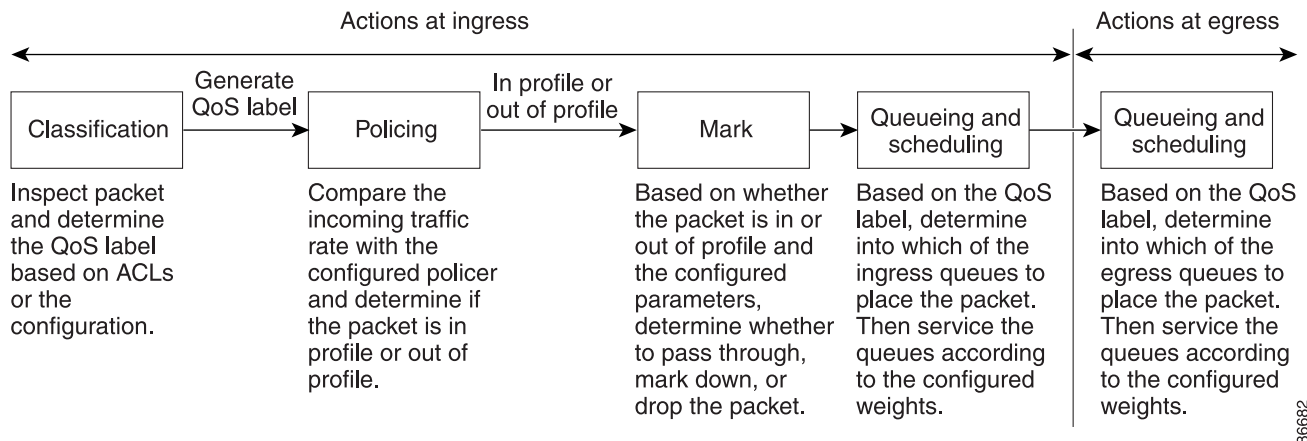 Actions at ingress
Actions at egress
Generate
QoS label
In profile or
out of profile
Classification
Policing
Mark
Queueing and
scheduling
Queueing and
scheduling
Inspect packet
and determine
the QoS label
based on ACLs
or the
configuration.
Compare the
incoming traffic
rate with the
configured policer
and determine if
the packet is in
profile or out of
profile.
Based on whether
the packet is in or
out of profile and
the configured
parameters,
determine whether
to pass through,
mark down, or
drop the packet.
Based on the QoS
label, determine
into which of the
ingress queues to
place the packet.
Then service the
queues according
to the configured
weights.
Based on the QoS
label, determine
into which of the
egress queues to
place the packet.
Then service the
queues according
to the configured
weights.